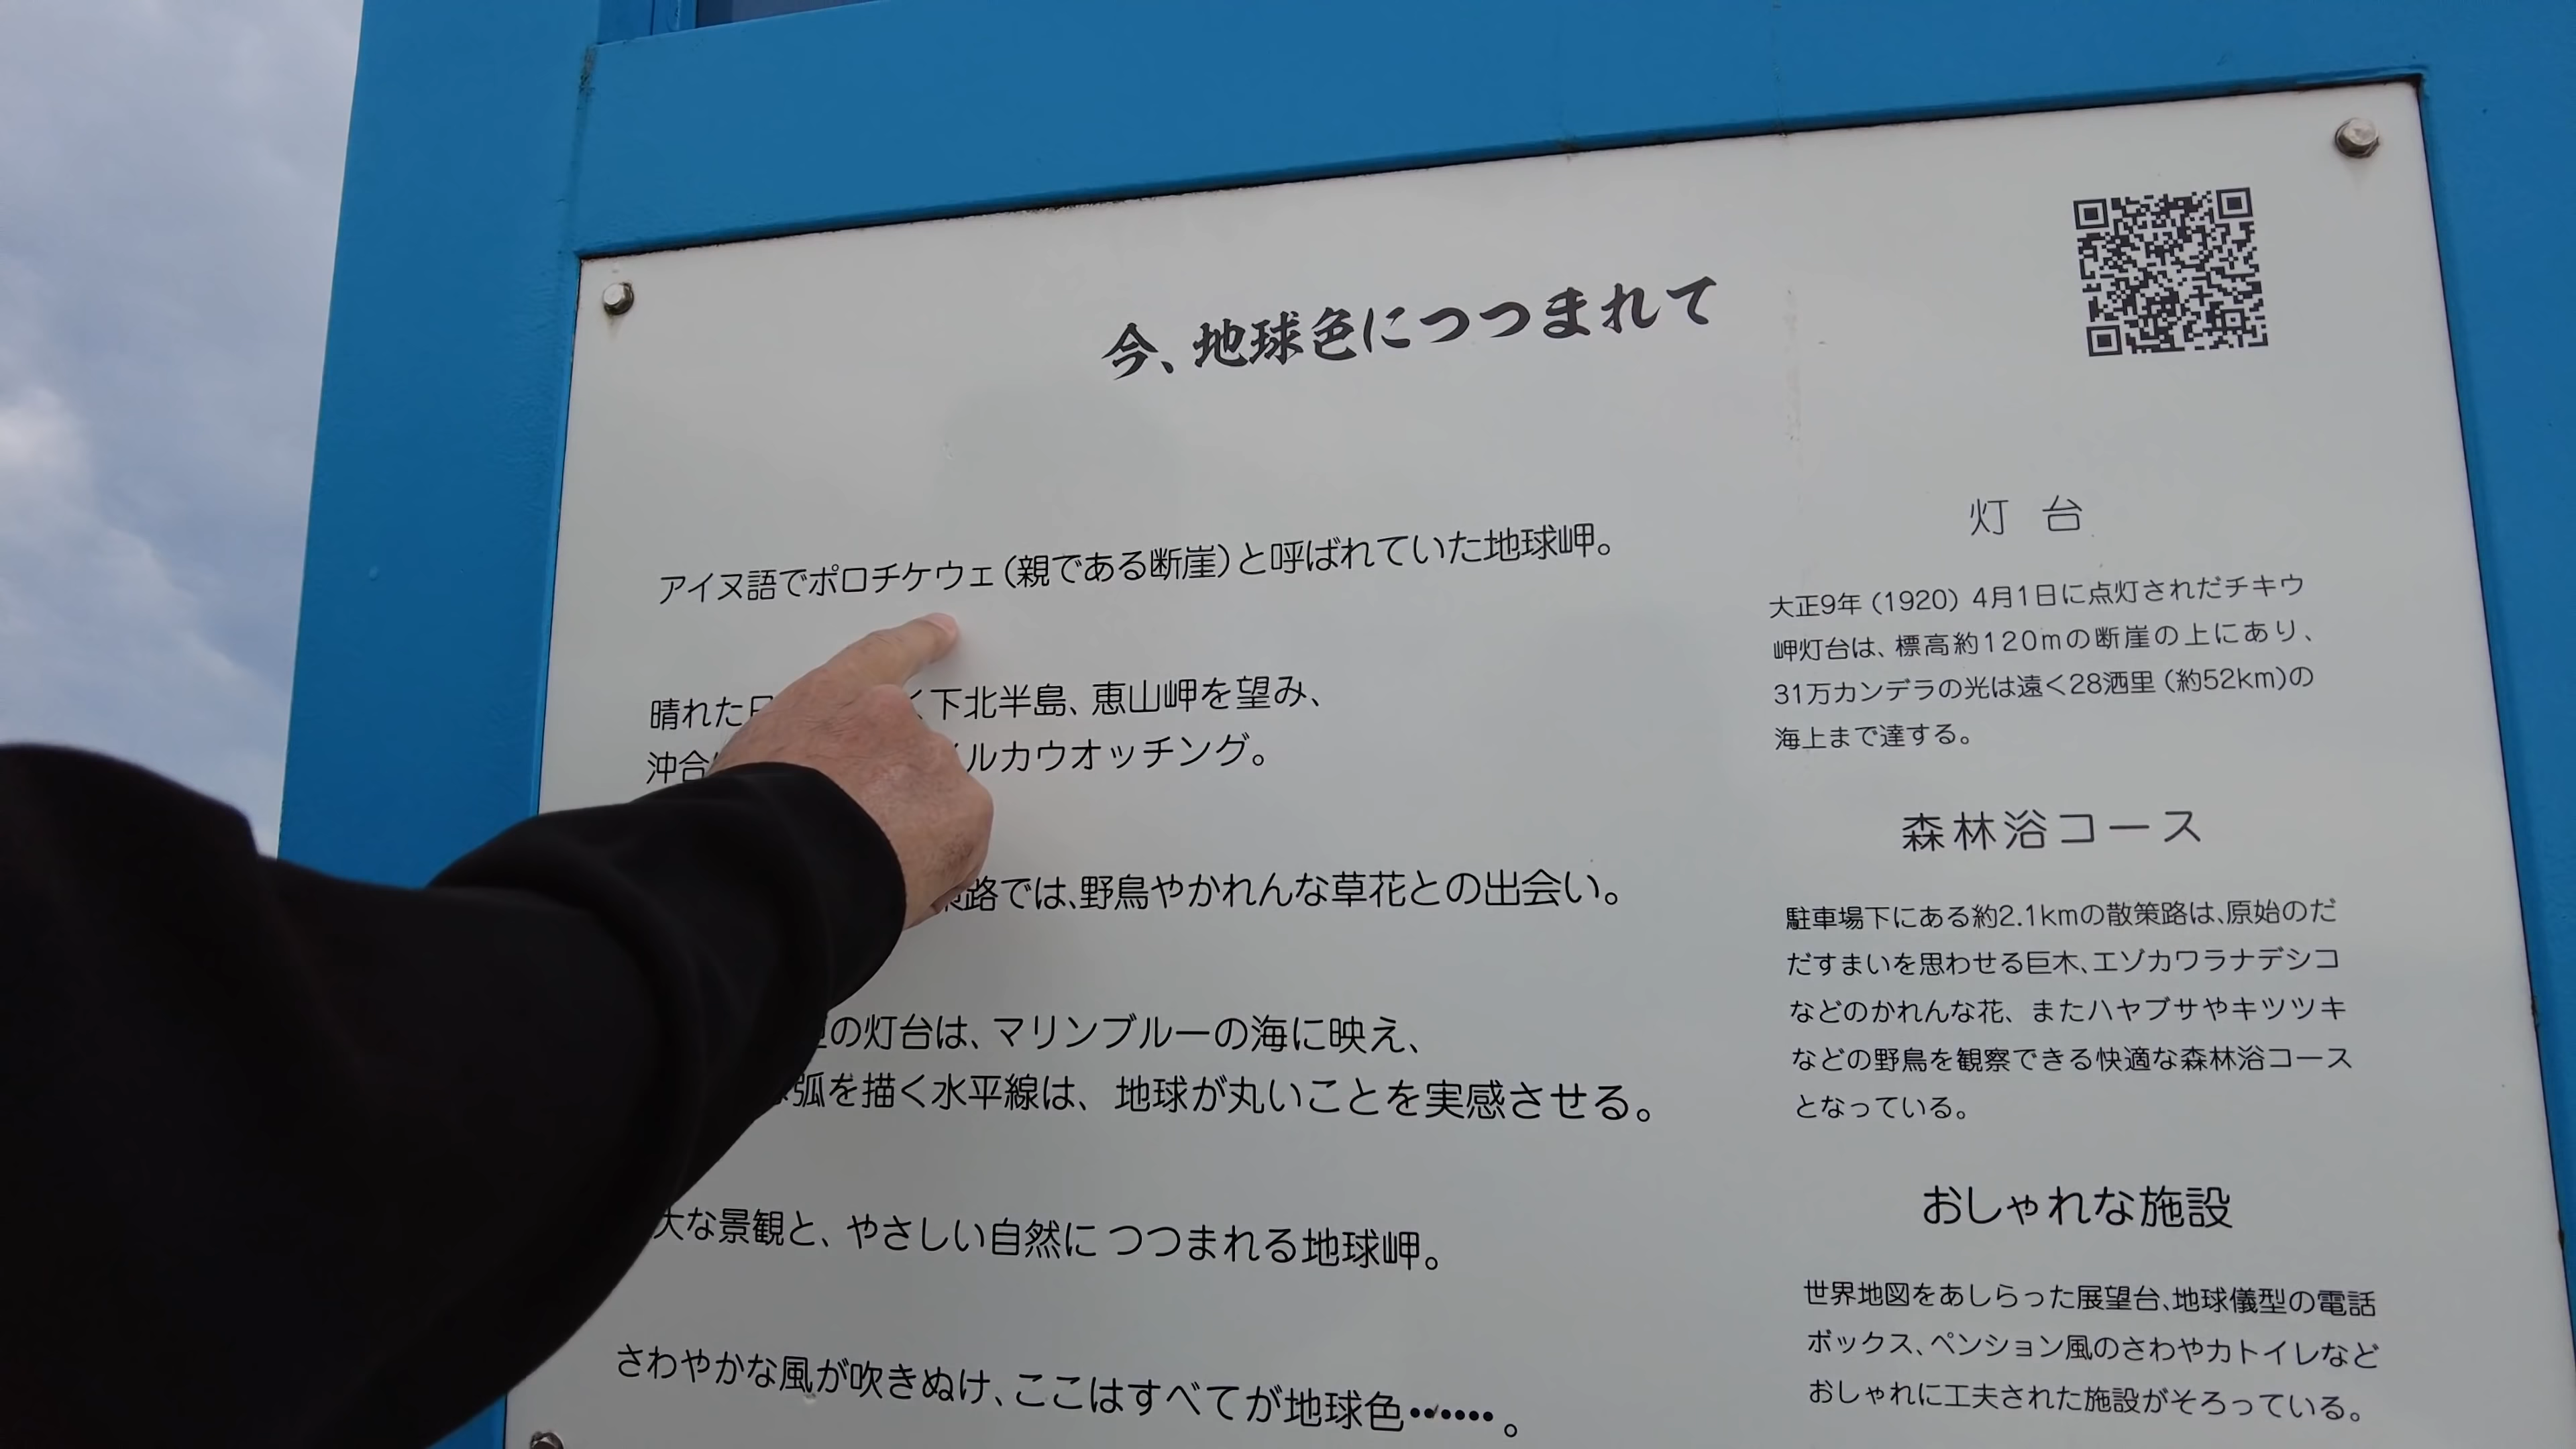 今、地球色につつまれて
アイヌ語でポロチケウェ(親である断崖)と呼ばれていた地球岬。
晴れた日 く下北半島、恵山岬を望み、
沖合 イルカウオッチング。
路では、野鳥やかれんな草花との出会い。
の灯台は、マリンブルーの海に映え、
弧を描く水平線は、地球が丸いことを実感させる。
大な景観と、やさしい自然に つつまれる地球岬。
さわやかな風が吹きぬけ、ここはすべてが地球色・・・・・・。
灯 台
大正9年(1920)4月1日に点灯されだチキウ
岬灯台は、標高約120mの断崖の上にあり、
31万カンデラの光は遠く28洒里(約52km)の
海上まで達する。
森林浴コース
駐車場下にある約2.1kmの散策路は、原始のだ
だすまいを思わせる巨木、エゾカワラナデシコ
などのかれんな花、またハヤブサやキツツキ
などの野鳥を観察できる快適な森林浴コース
となっている。
おしゃれな施設
世界地図をあしらった展望台、地球儀型の電話
ボックス、ペンション風のさわやカトイレなど
おしゃれに工夫された施設がそろっている。